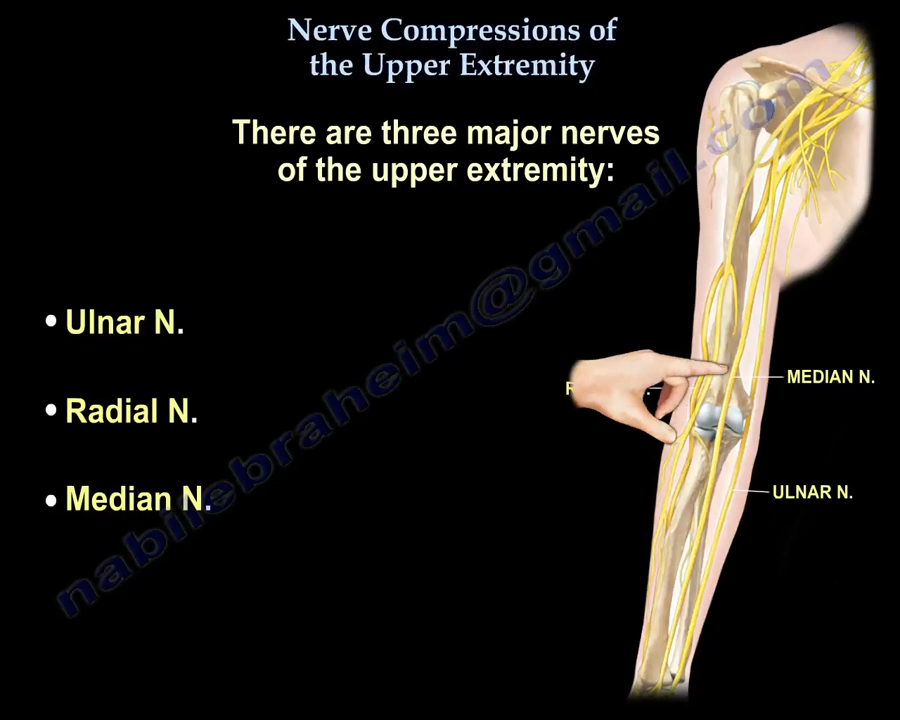 Nerve Compressions of
the Upper Extremity
There are three major nerves
of the upper extremity:
• Ulnar N.
• Radial N.
• Median N.
MEDIAN N.
ULNAR N.
nabilebraheim@gmail.com